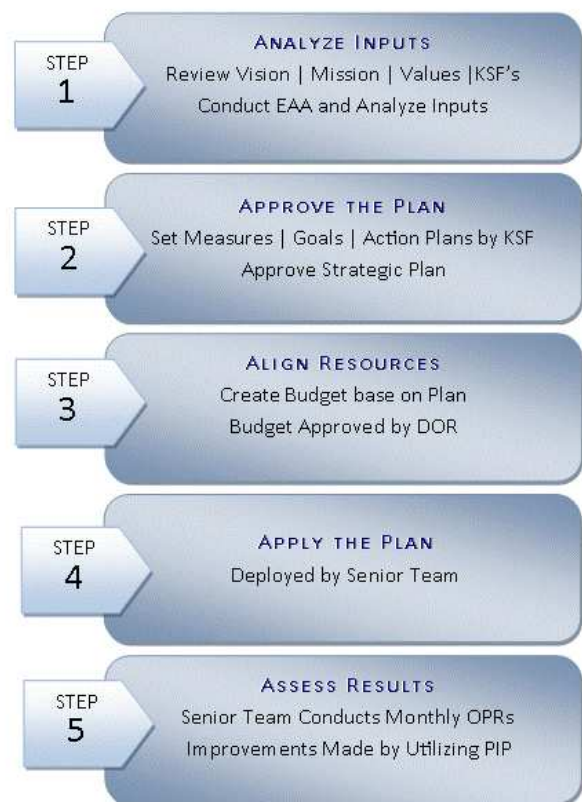 STEP
1
ANALYZE INPUTS
Review Vision | Mission | Values |KSF's
Conduct EAA and Analyze Inputs
STEP
2
APPROVE THE PLAN
Set Measures | Goals | Action Plans by KSF
Approve Strategic Plan
STEP
3
ALIGN RESOURCES
Create Budget base on Plan
Budget Approved by DOR
STEP
4
APPLY THE PLAN
Deployed by Senior Team
STEP
5
ASSESS RESULTS
Senior Team Conducts Monthly OPRs
Improvements Made by Utilizing PIP